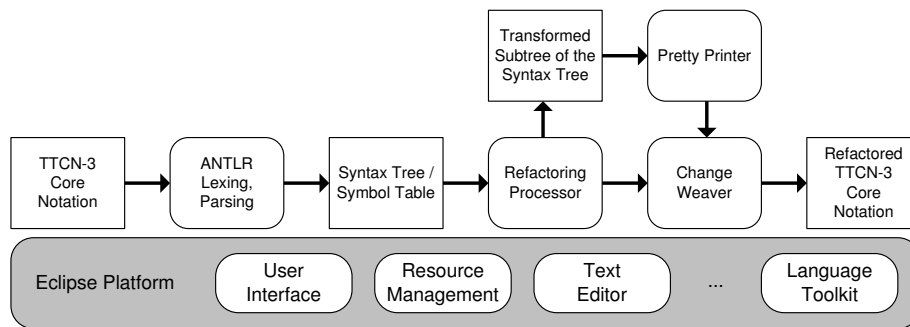 Transformed
Subtree of the
Syntax Tree
Pretty Printer
TTCN-3
Core
Notation
ANTLR
Lexing,
Parsing
Syntax Tree /
Symbol Table
Refactoring
Processor
Change
Weaver
Refactored
TTCN-3
Core
Notation
Eclipse Platform
User
Interface
Resource
Management
Text
Editor
...
Language
Toolkit